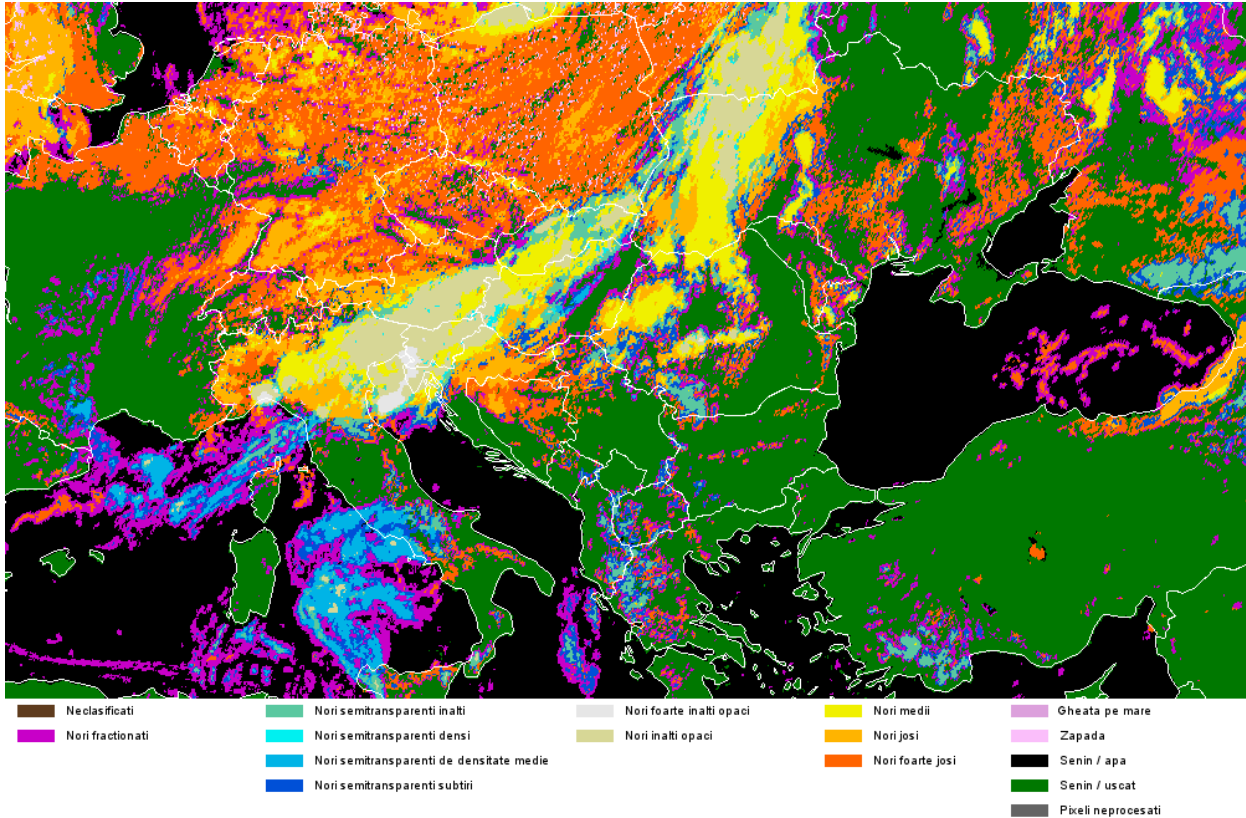 Neclasificati
Nori fractionati
Nori semitransparenti inalti
Nori semitransparenti densi
Nori semitransparenti de densitate medie
Nori semitransparenti subtiri
Nori foarte inalti opaci
Nori inalti opaci
Nori medii
Nori josi
Nori foarte josi
Gheata pe mare
Zapada
Senin / apa
Senin / uscat
Pixeli neprocesati